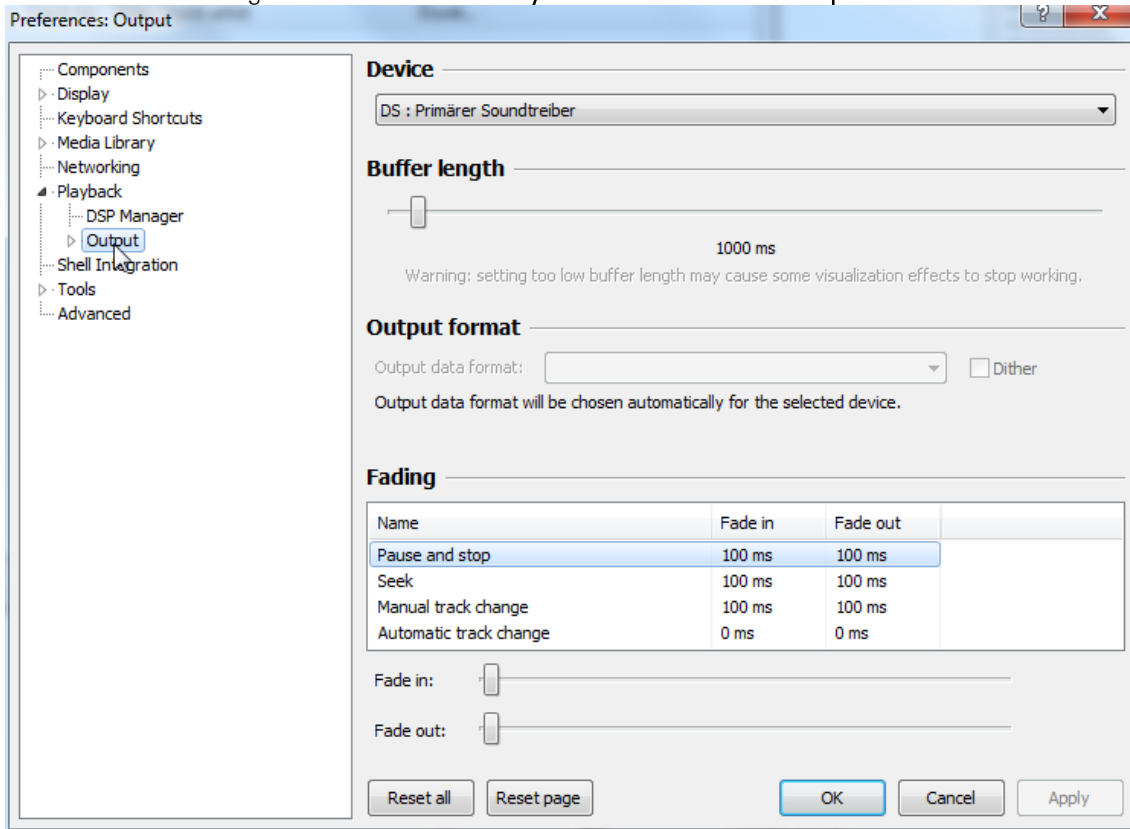 Preferences: Output
? X
Components
Display
Keyboard Shortcuts
Media Library
Networking
Playback
DSP Manager
Output
Shell Integration
Tools
Advanced
Device
DS : Primärer Soundtreiber
Buffer length
1000 ms
Warning: setting too low buffer length may cause some visualization effects to stop working.
Output format
Output data format:
Dither
Output data format will be chosen automatically for the selected device.
Fading
Name Fade in Fade out
Pause and stop 100 ms 100 ms
Seek 100 ms 100 ms
Manual track change 100 ms 100 ms
Automatic track change 0 ms 0 ms
Fade in:
Fade out:
Reset all Reset page OK Cancel Apply